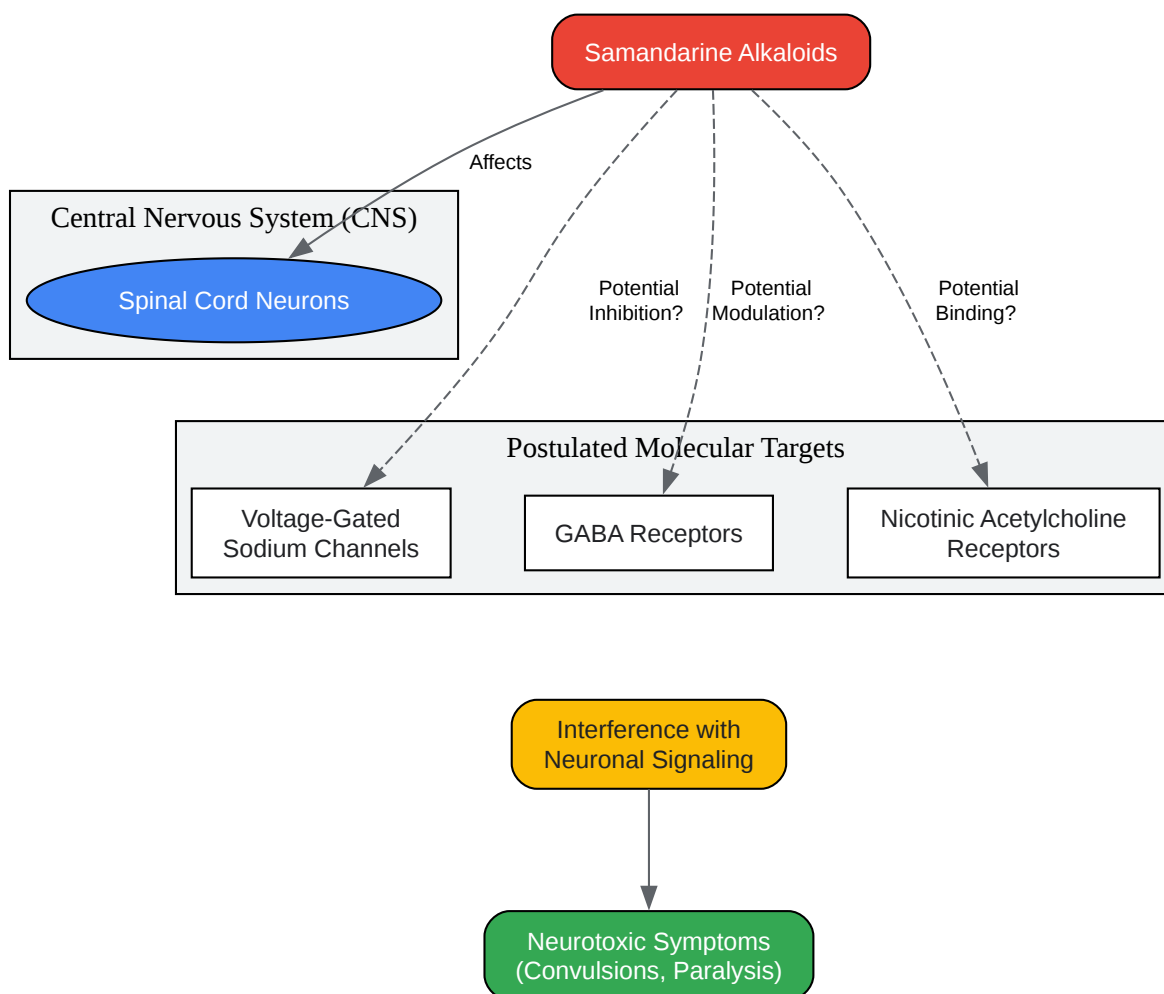 Samandarine Alkaloids
Affects
Central Nervous System (CNS)
Spinal Cord Neurons
Potential
Inhibition?
Potential
Modulation?
Potential
Binding?
Postulated Molecular Targets
Voltage-Gated
Sodium Channels
GABA Receptors
Nicotinic Acetylcholine
Receptors
Interference with
Neuronal Signaling
Neurotoxic Symptoms
(Convulsions, Paralysis)